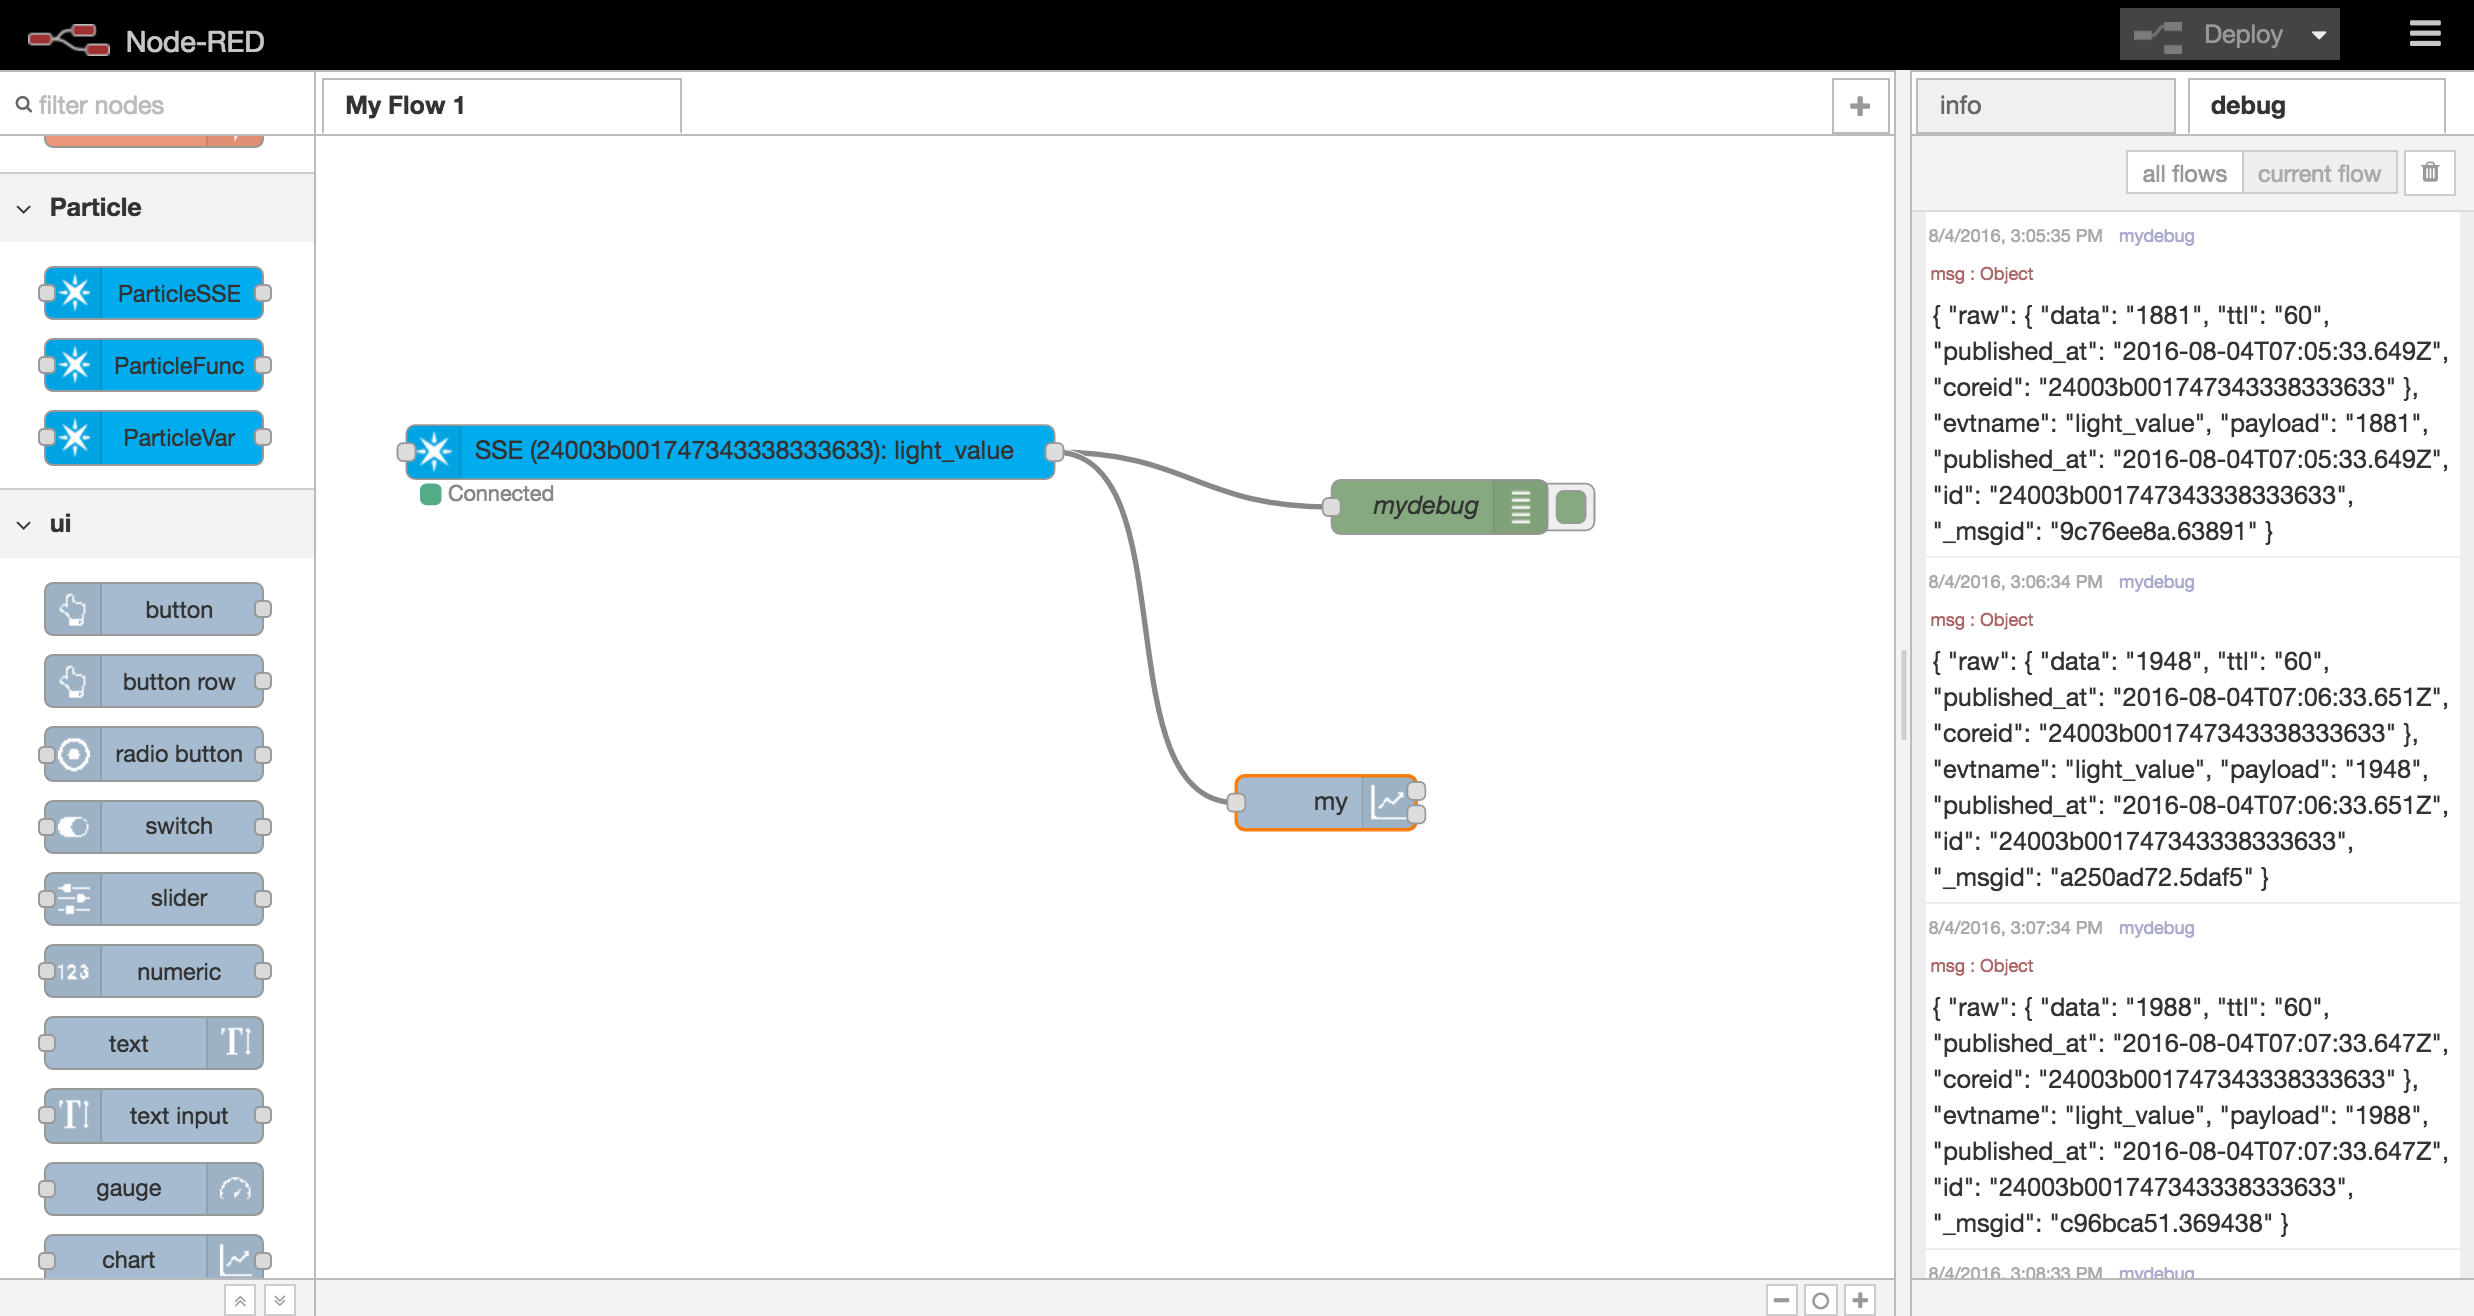 Node-RED
Deploy
filter nodes
My Flow 1
info
debug
all flows
current flow
Particle
ParticleSSE
ParticleFunc
ParticleVar
ui
button
button row
radio button
switch
slider
123
numeric
text
text input
gauge
chart
SSE (24003b001747343338333633): light_value
Connected
mydebug
my
8/4/2016, 3:05:35 PM mydebug
msg : Object
{ "raw": { "data": "1881", "ttl": "60",
"published_at": "2016-08-04T07:05:33.649Z",
"coreid": "24003b001747343338333633" },
"evtname": "light_value", "payload": "1881",
"published_at": "2016-08-04T07:05:33.649Z",
"id": "24003b001747343338333633",
"_msgid": "9c76ee8a.63891" }
8/4/2016, 3:06:34 PM mydebug
msg : Object
{ "raw": { "data": "1948", "ttl": "60",
"published_at": "2016-08-04T07:06:33.651Z",
"coreid": "24003b001747343338333633" },
"evtname": "light_value", "payload": "1948",
"published_at": "2016-08-04T07:06:33.651Z",
"id": "24003b001747343338333633",
"_msgid": "a250ad72.5daf5" }
8/4/2016, 3:07:34 PM mydebug
msg : Object
{ "raw": { "data": "1988", "ttl": "60",
"published_at": "2016-08-04T07:07:33.647Z",
"coreid": "24003b001747343338333633" },
"evtname": "light_value", "payload": "1988",
"published_at": "2016-08-04T07:07:33.647Z",
"id": "24003b001747343338333633",
"_msgid": "c96bca51.369438" }
8/4/2016, 3:08:33 PM mydebug